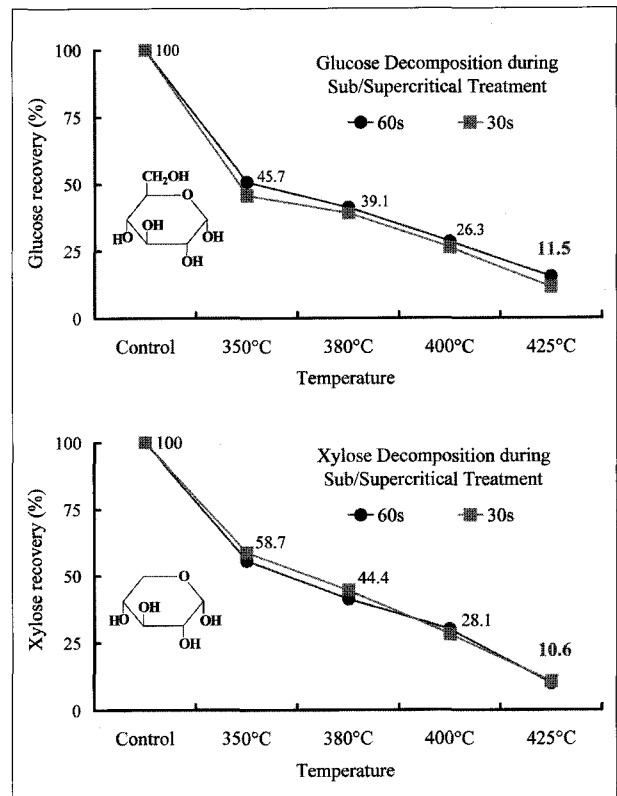 Glucose Decomposition during
Sub/Supercritical Treatment
60s 30s
Glucose recovery (%)
100
75
50
25
0
100
45.7
39.1
26.3
11.5
CH2OH
O
OH
HO
OH
OH
Control 350°C 380°C 400°C 425°C
Temperature
Xylose Decomposition during
Sub/Supercritical Treatment
60s 30s
Xylose recovery (%)
100
75
50
25
0
100
58.7
44.4
28.1
10.6
O
OH
HO
OH
OH
Control 350°C 380°C 400°C 425°C
Temperature